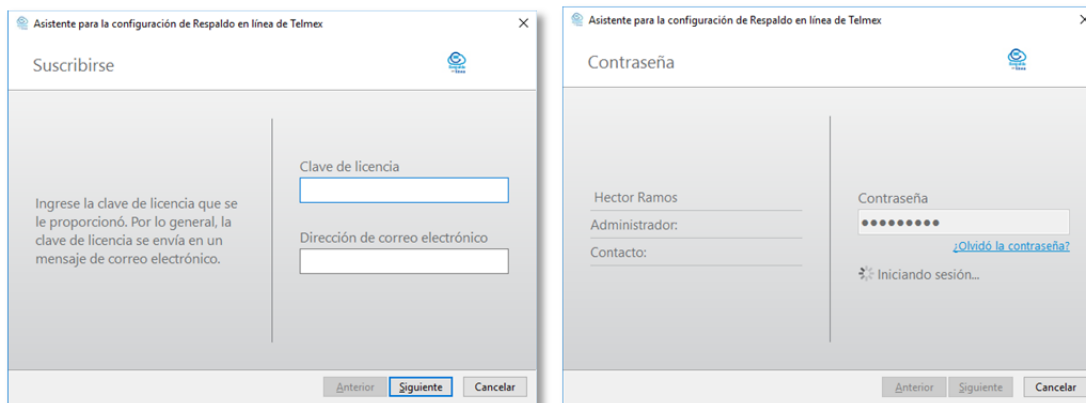 Asistente para la configuración de Respaldo en línea de Telmex
Suscribirse
Ingrese la clave de licencia que se
le proporcionó. Por lo general, la
clave de licencia se envía en un
mensaje de correo electrónico.
Clave de licencia
Dirección de correo electrónico
Anterior
Siguiente
Cancelar
Asistente para la configuración de Respaldo en línea de Telmex
Contraseña
Hector Ramos
Administrador:
Contacto:
Contraseña
¿Olvidó la contraseña?
Iniciando sesión...
Anterior
Siguiente
Cancelar